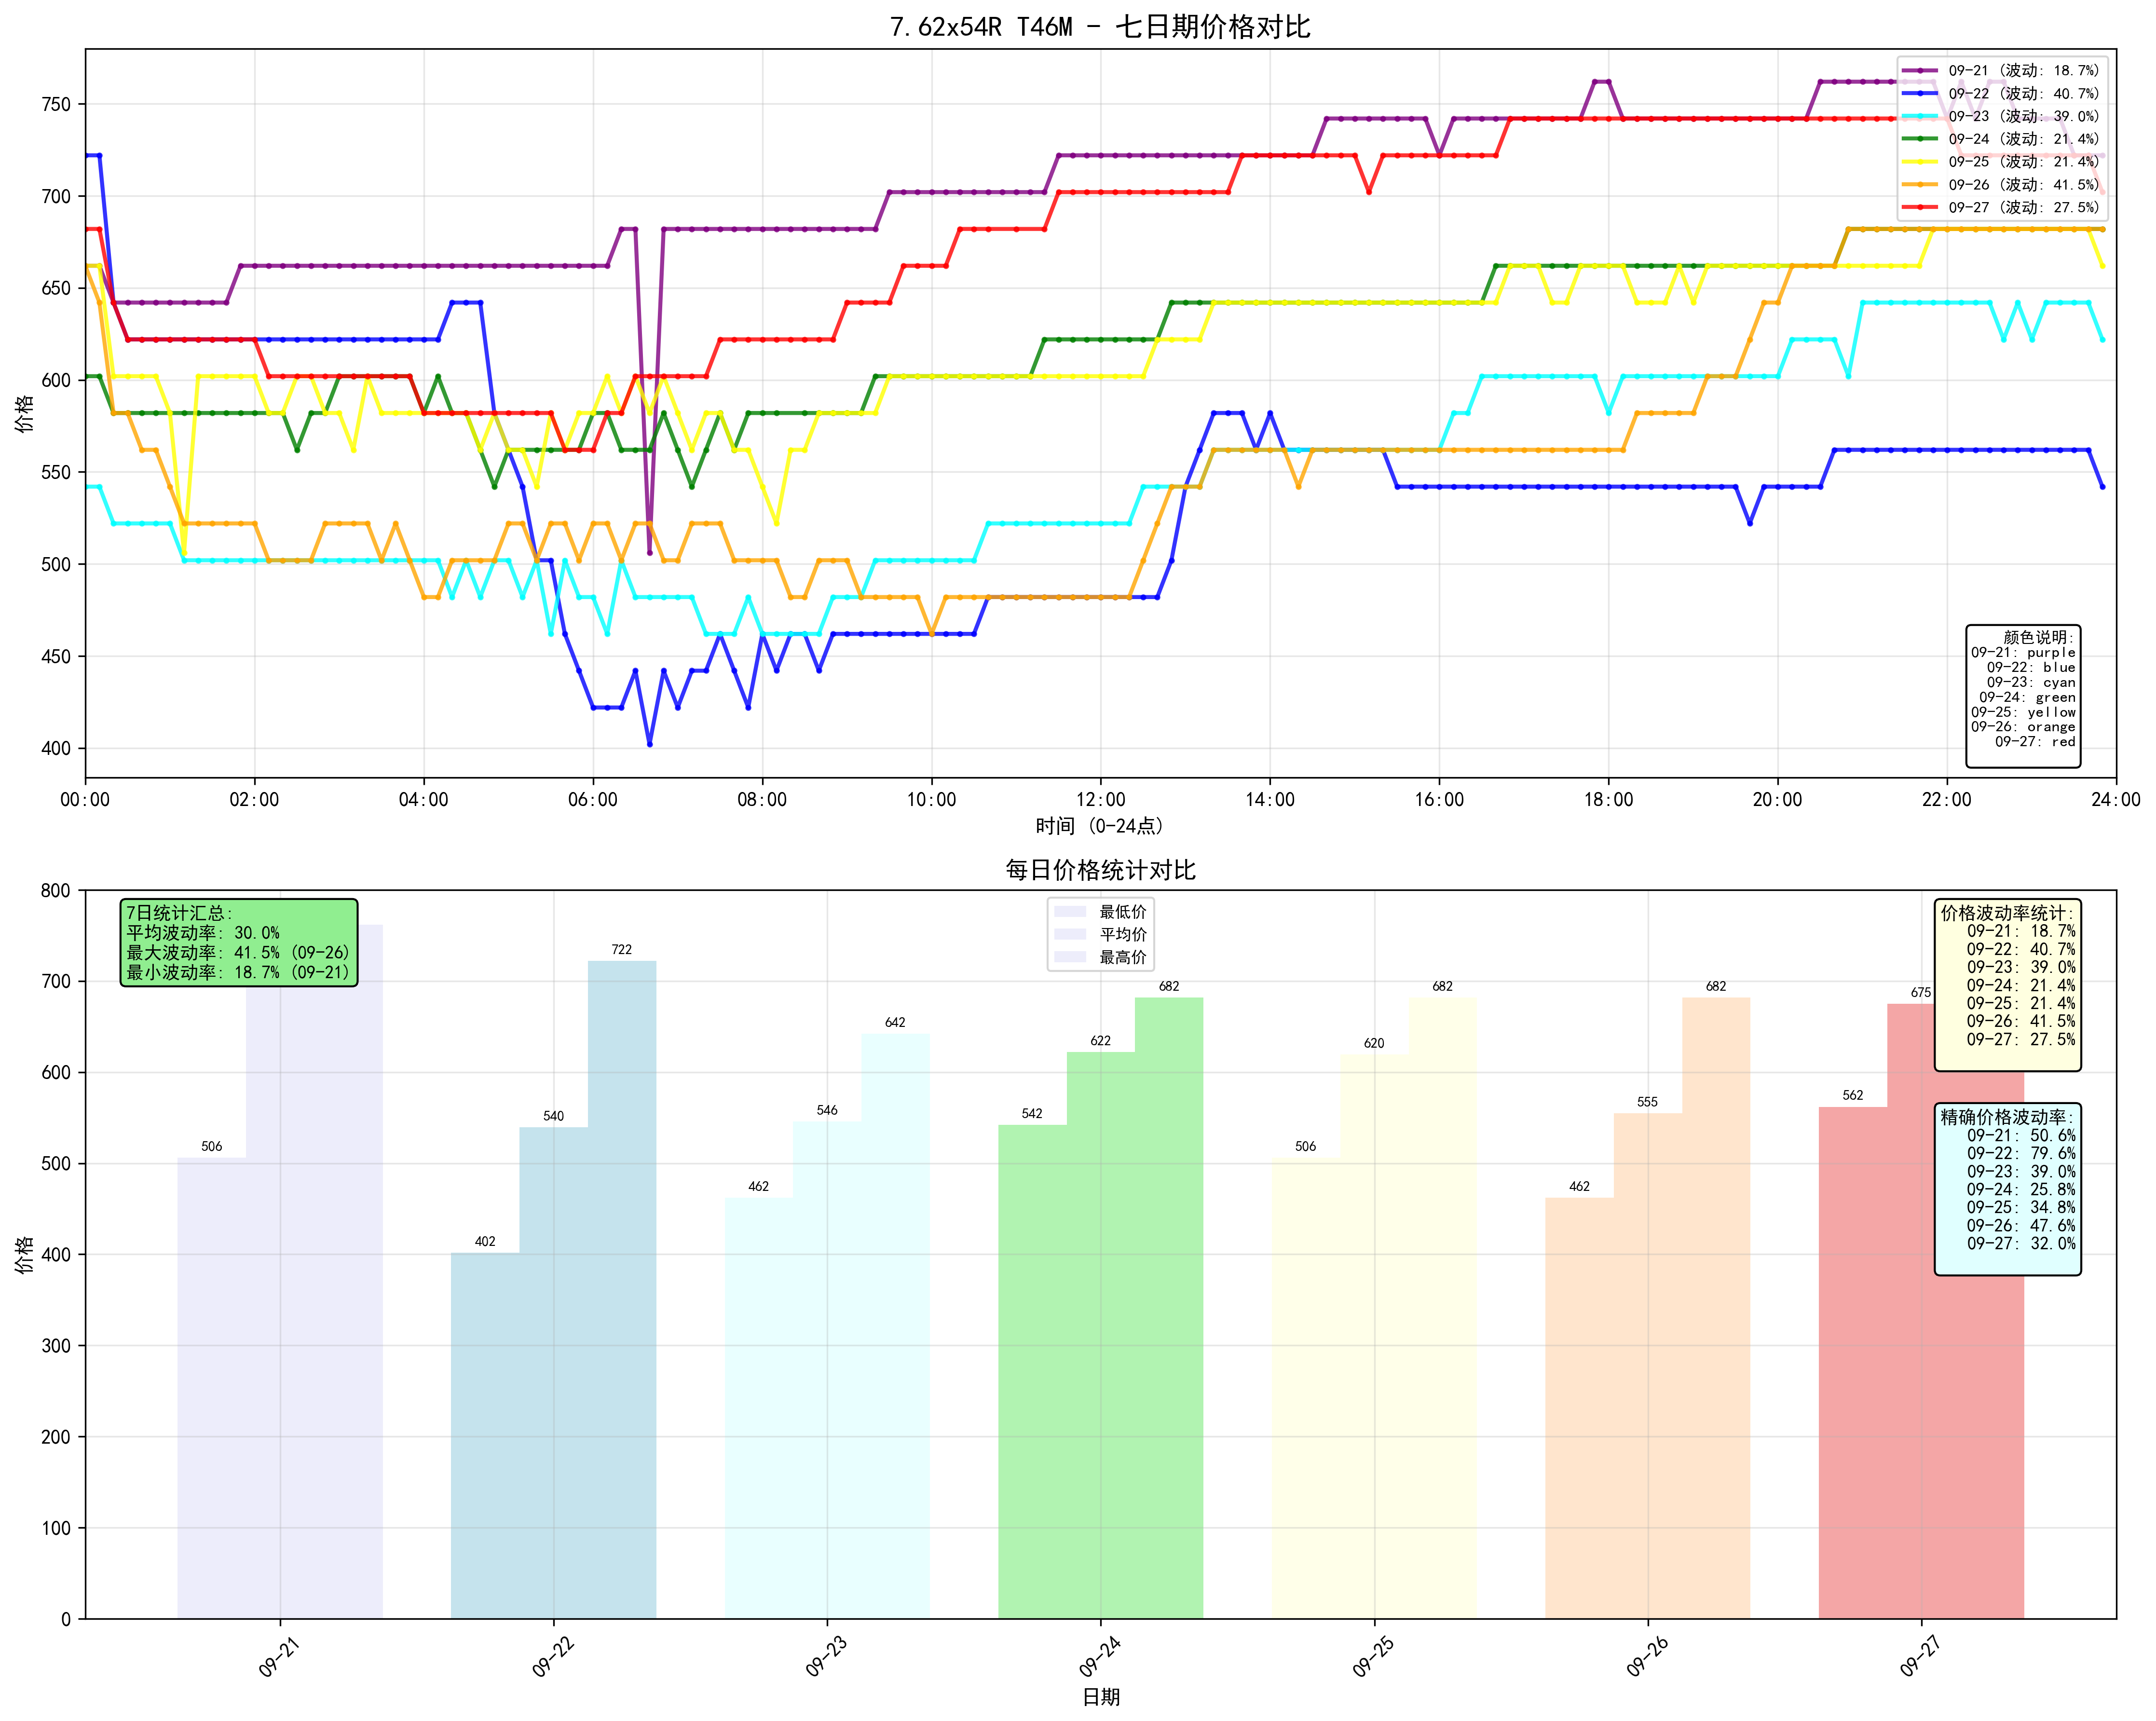 7.62x54R T46M - 七日期价格对比
09-21 (波动: 18.7%)
09-22 (波动: 40.7%)
09-23 (波动: 39.0%)
09-24 (波动: 21.4%)
09-25 (波动: 21.4%)
09-26 (波动: 41.5%)
09-27 (波动: 27.5%)
750
700
650
600
550
500
450
400
价格
颜色说明:
09-21: purple
09-22: blue
09-23: cyan
09-24: green
09-25: yellow
09-26: orange
09-27: red
00:00 02:00 04:00 06:00 08:00 10:00 12:00 14:00 16:00 18:00 20:00 22:00 24:00
时间 (0-24点)
每日价格统计对比
800
700
600
500
400
300
200
100
0
价格
7日统计汇总:
平均波动率: 30.0%
最大波动率: 41.5% (09-26)
最小波动率: 18.7% (09-21)
最低价
平均价
最高价
价格波动率统计:
09-21: 18.7%
09-22: 40.7%
09-23: 39.0%
09-24: 21.4%
09-25: 21.4%
09-26: 41.5%
09-27: 27.5%
精确价格波动率:
09-21: 50.6%
09-22: 79.6%
09-23: 39.0%
09-24: 25.8%
09-25: 34.8%
09-26: 47.6%
09-27: 32.0%
506
402 540 722
462 546 642
542 622 682
506 620 682
462 555 682
562 675
09-21 09-22 09-23 09-24 09-25 09-26 09-27
日期